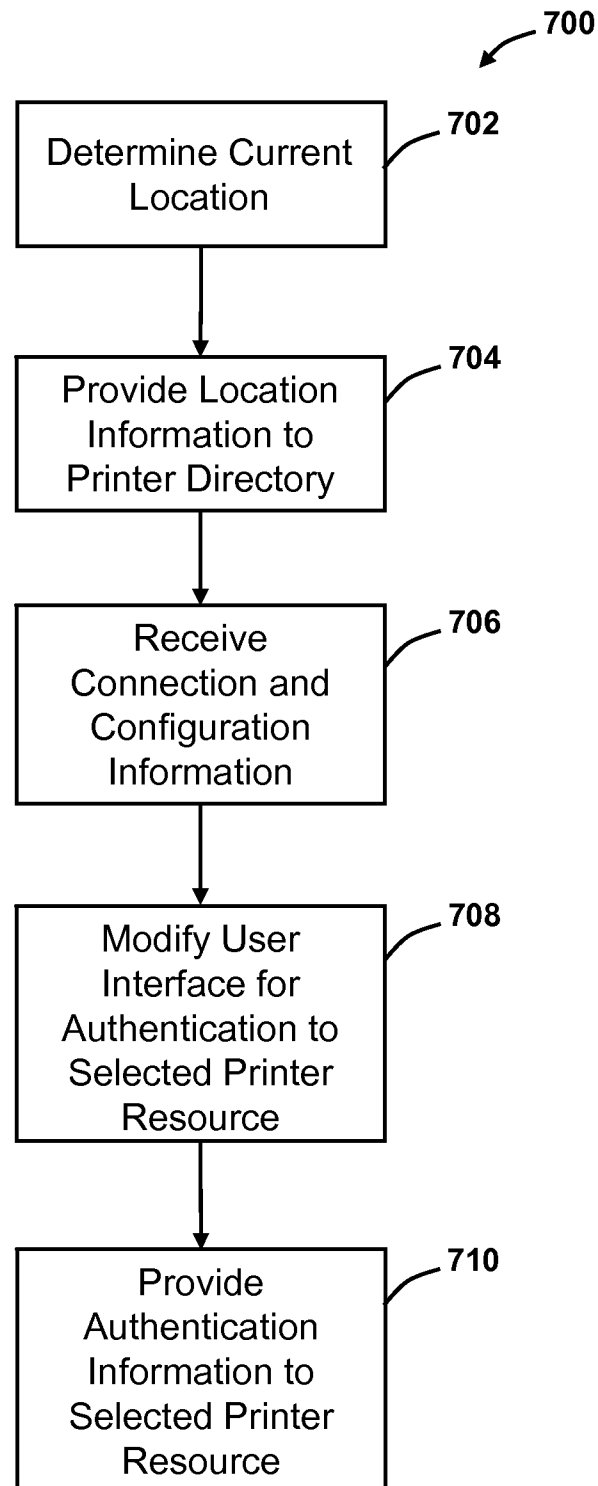 700
702
Determine Current
Location
704
Provide Location
Information to
Printer Directory
706
Receive
Connection and
Configuration
Information
708
Modify User
Interface for
Authentication to
Selected Printer
Resource
710
Provide
Authentication
Information to
Selected Printer
Resource